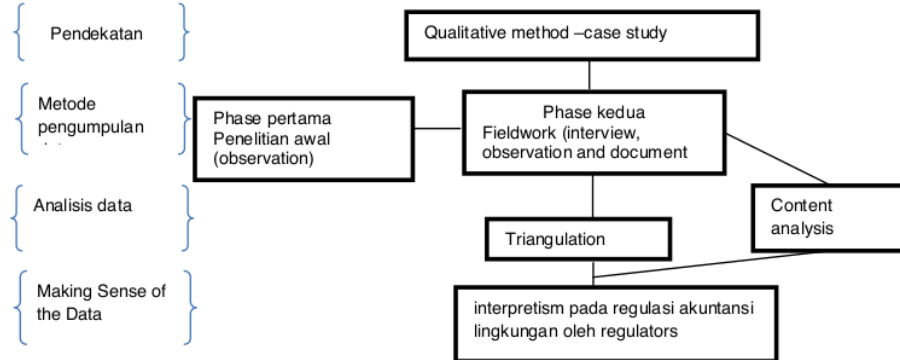 Pendekatan
Qualitative method –case study
Metode
pengumpulan
Phase pertama
Penelitian awal
(observation)
Phase kedua
Fieldwork (interview,
observation and document
Analisis data
Triangulation
Content
analysis
Making Sense of
the Data
interpretism pada regulasi akuntansi
lingkungan oleh regulators